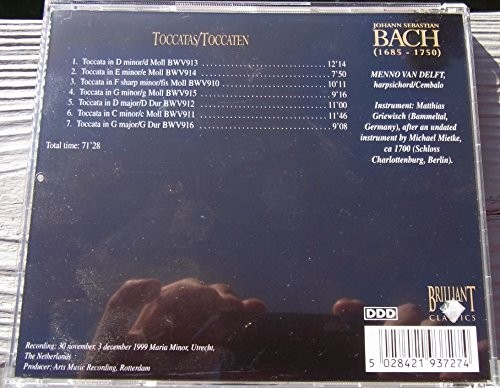 TOCCATAS/TOCCATEN
1. Toccata in D minor/d Moll BWV913 12'14
2. Toccata in E minor/e Moll BWV914 7'50
3. Toccata in F sharp minor/fis Moll BWV910 10'11
4. Toccata in G minor/g Moll BWV915 9'16
5. Toccata in D major/D Dur BWV912 11'00
6. Toccata in C minor/c Moll BWV911 11'46
7. Toccata in G major/G Dur BWV916 9'08
Total time: 71'28
JOHANN SEBASTIAN
BACH
(1685 - 1750)
MENNO VAN DELFT,
harpsichord/Cembalo
Instrument: Matthias
Griewisch (Bammeltal,
Germany), after an undated
instrument by Michael Mietke,
ca 1700 (Schloss
Charlottenburg, Berlin).
Recording: 30 november, 3 december 1999 Maria Minor, Utrecht,
The Netherlands
Producer: Arts Music Recording, Rotterdam
DDD
BRILLIANT
CLASSICS
5 028421 937274